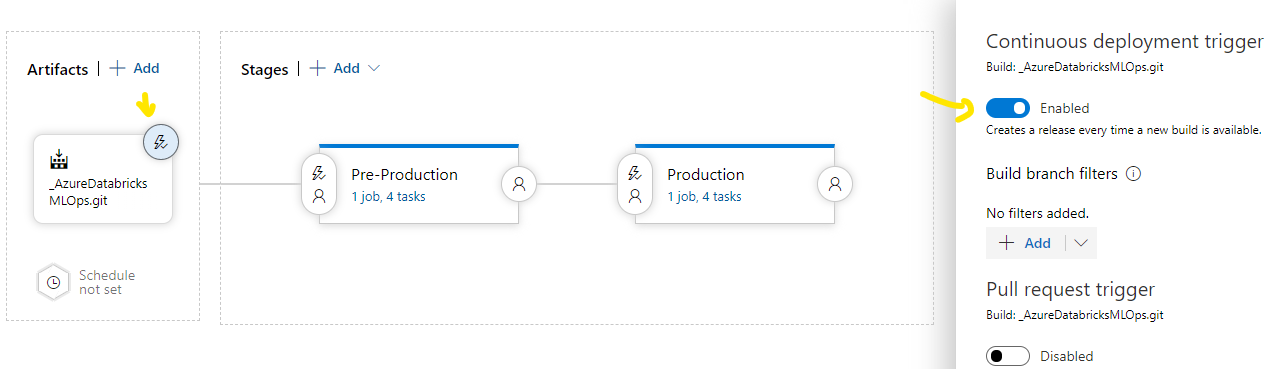 Artifacts | + Add
_AzureDatabricks
MLOps.git
Schedule
not set
Stages | + Add
Pre-Production
1 job, 4 tasks
Production
1 job, 4 tasks
Continuous deployment trigger
Build: _AzureDatabricksMLOps.git
Enabled
Creates a release every time a new build is available.
Build branch filters
No filters added.
+ Add
Pull request trigger
Build: _AzureDatabricksMLOps.git
Disabled